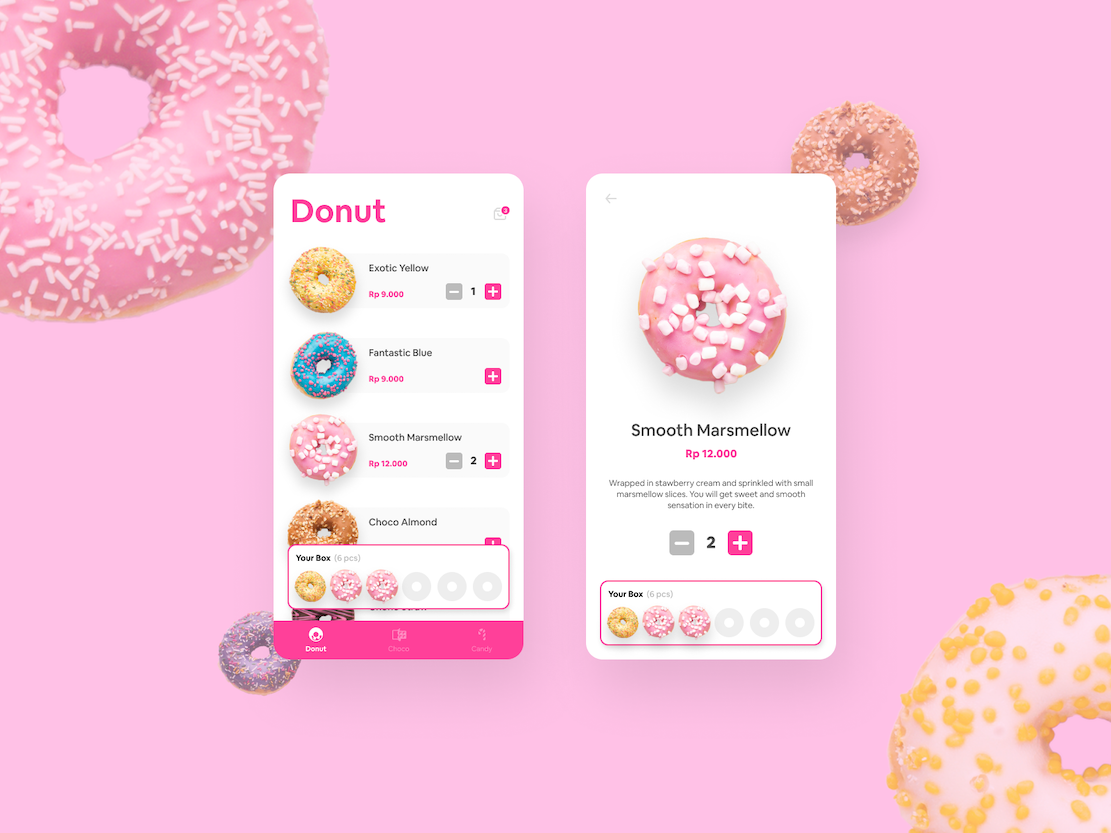 Donut
3
Exotic Yellow
Rp 9.000
1
Fantastic Blue
Rp 9.000
Smooth Marsmellow
Rp 12.000
2
Choco Almond
Your Box (6 pcs)
Donut
Choco
Candy
Smooth Marsmellow
Rp 12.000
Wrapped in stawberry cream and sprinkled with small
marsmellow slices. You will get sweet and smooth
sensation in every bite.
2
Your Box (6 pcs)